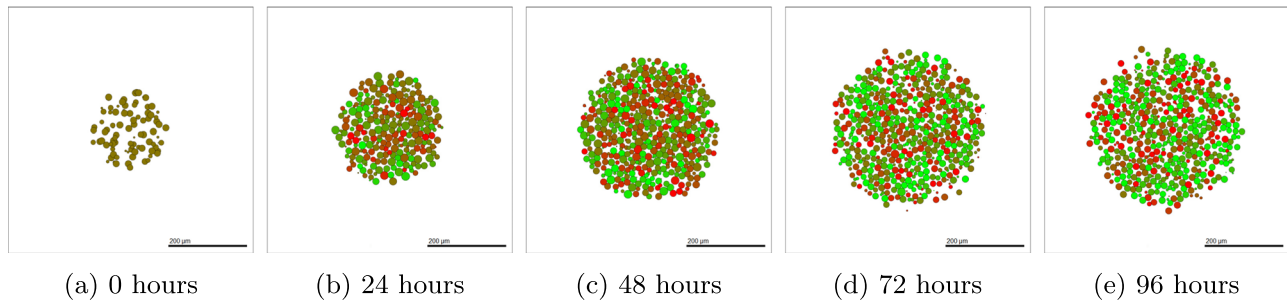 200 μm
200 μm
200 μm
200 μm
200 μm
(a) 0 hours
(b) 24 hours
(c) 48 hours
(d) 72 hours
(e) 96 hours